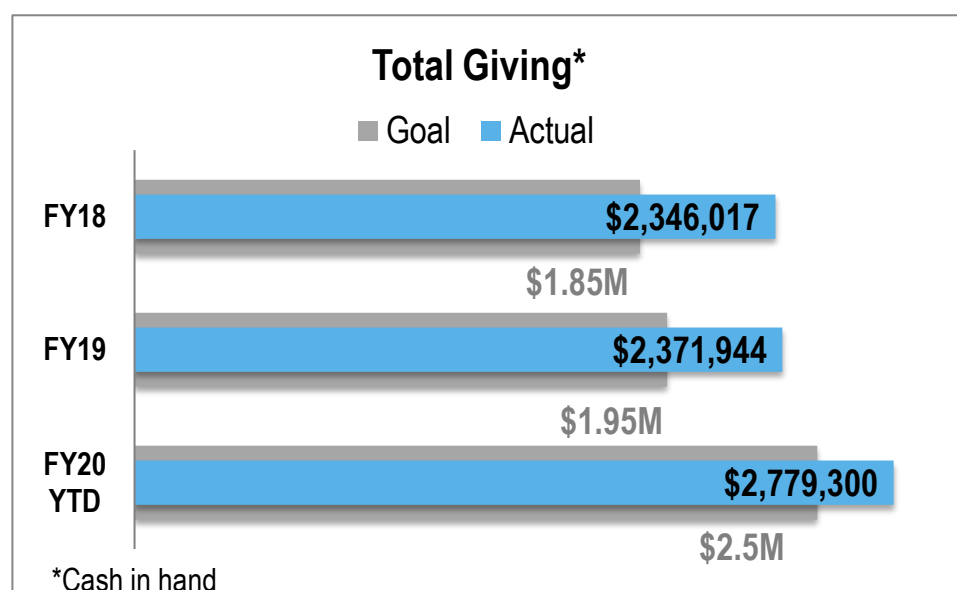 Total Giving*
Goal Actual
FY18
$2,346,017
$1.85M
FY19
$2,371,944
$1.95M
FY20
YTD
$2,779,300
$2.5M
*Cash in hand